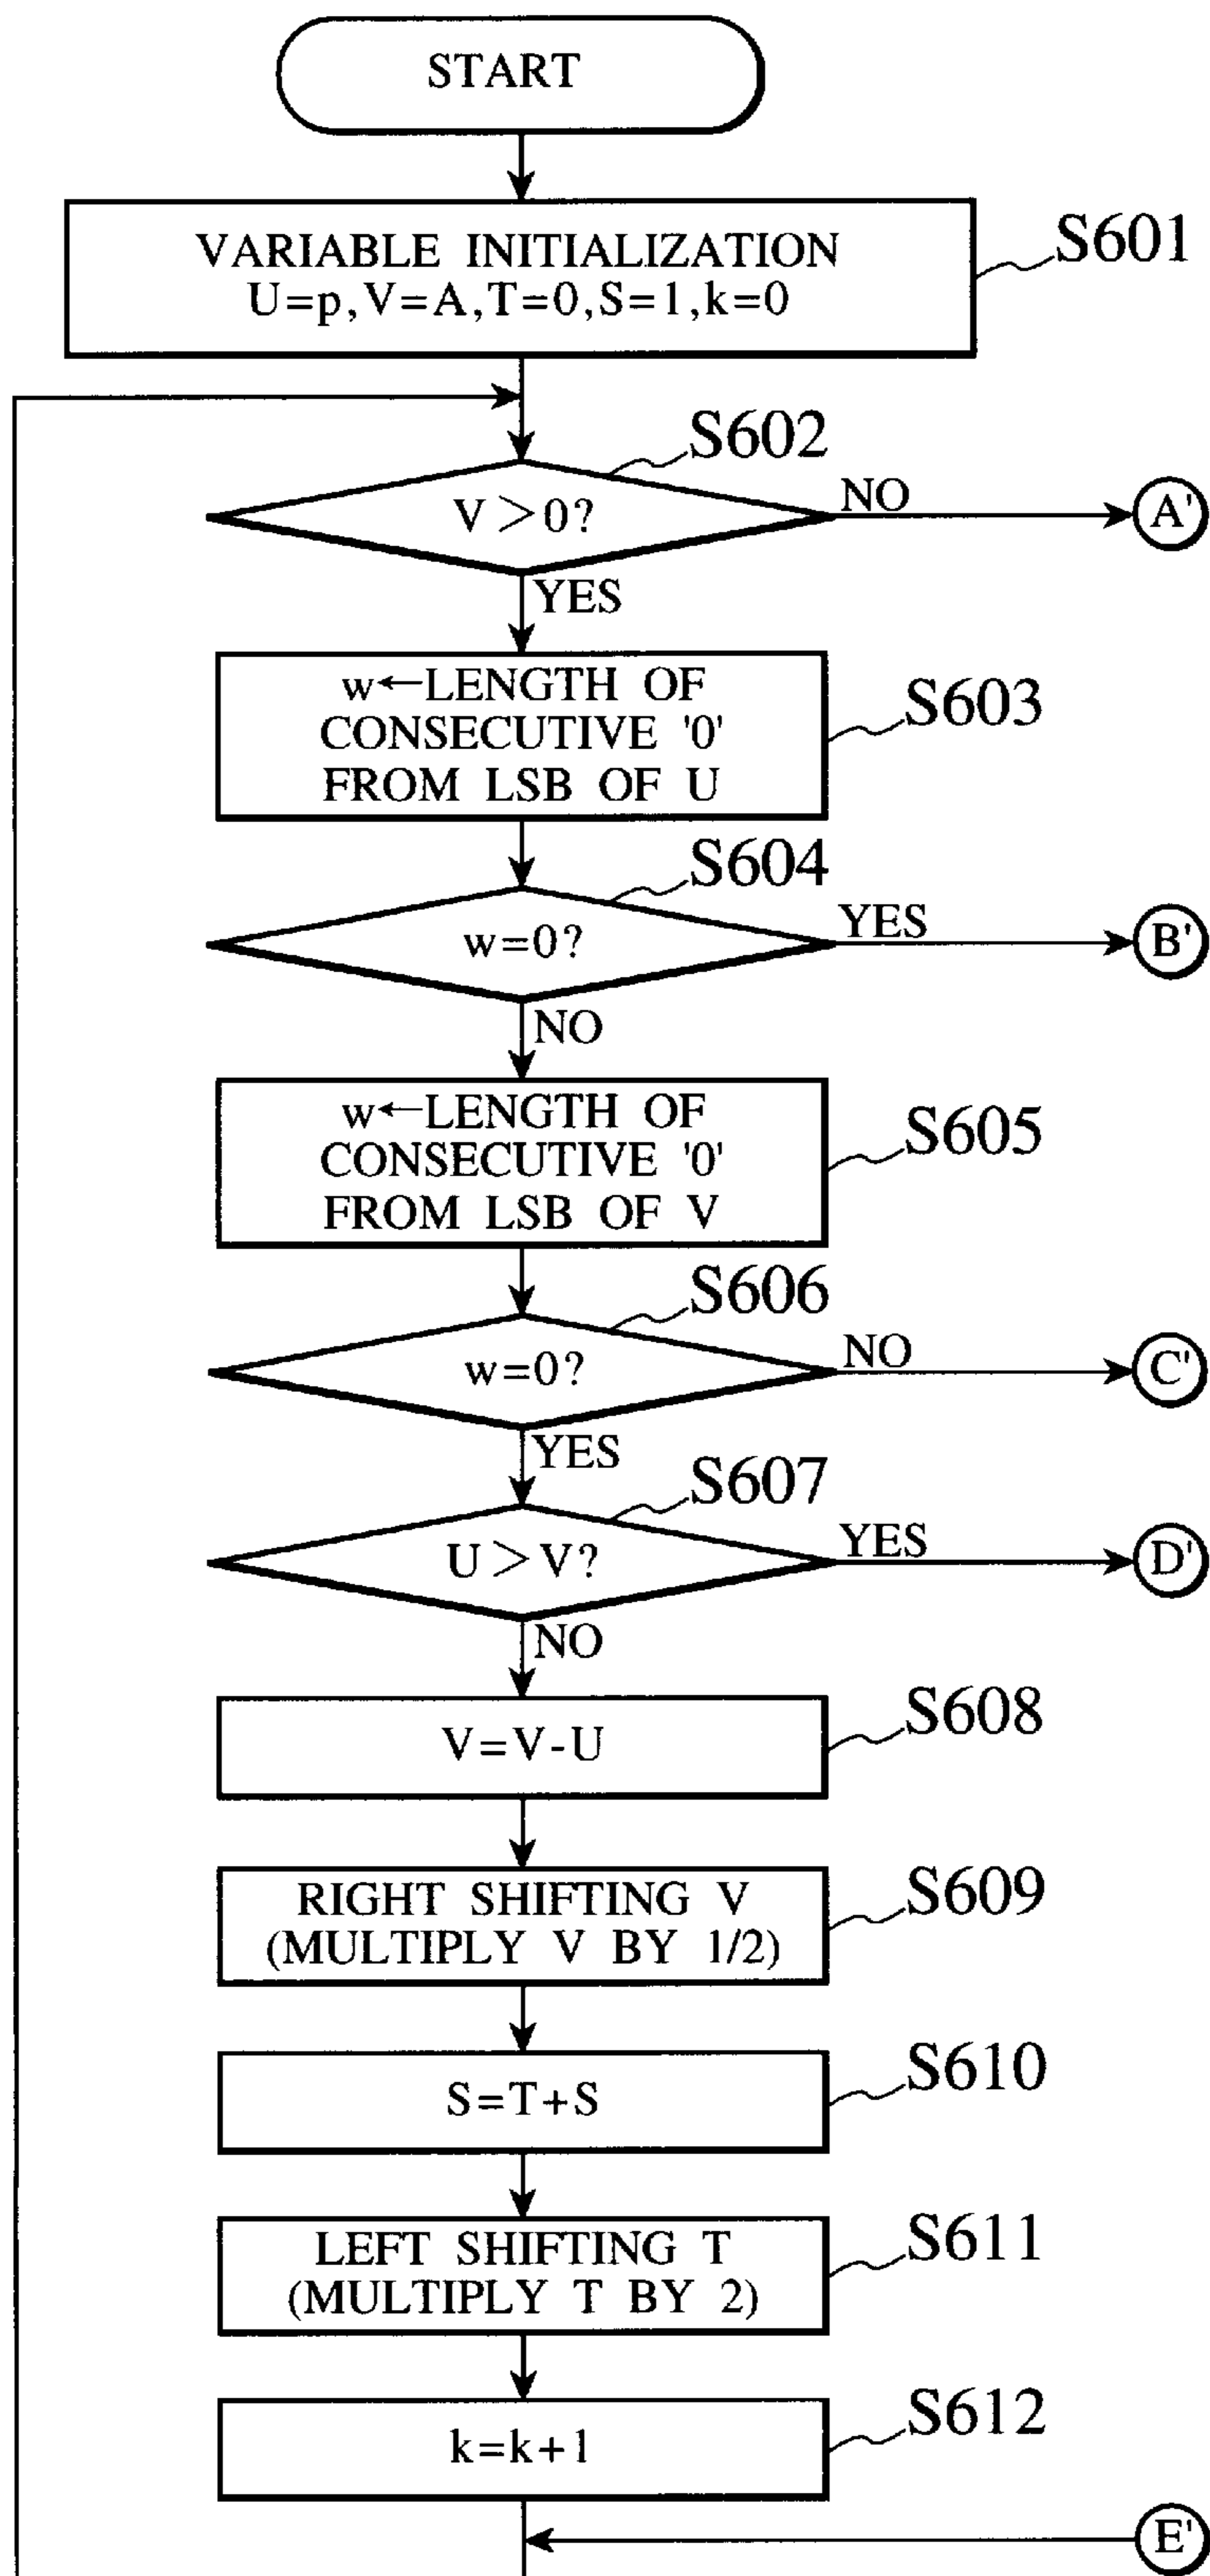 START
VARIABLE INITIALIZATION
U=p,V=A,T=0,S=1,k=0
S601
S602
V>0?
NO
A'
YES
w←LENGTH OF
CONSECUTIVE '0'
FROM LSB OF U
S603
S604
w=0?
YES
B'
NO
w←LENGTH OF
CONSECUTIVE '0'
FROM LSB OF V
S605
S606
w=0?
NO
C'
YES
S607
U>V?
YES
D'
NO
V=V-U
S608
RIGHT SHIFTING V
(MULTIPLY V BY 1/2)
S609
S=T+S
S610
LEFT SHIFTING T
(MULTIPLY T BY 2)
S611
k=k+1
S612
E'